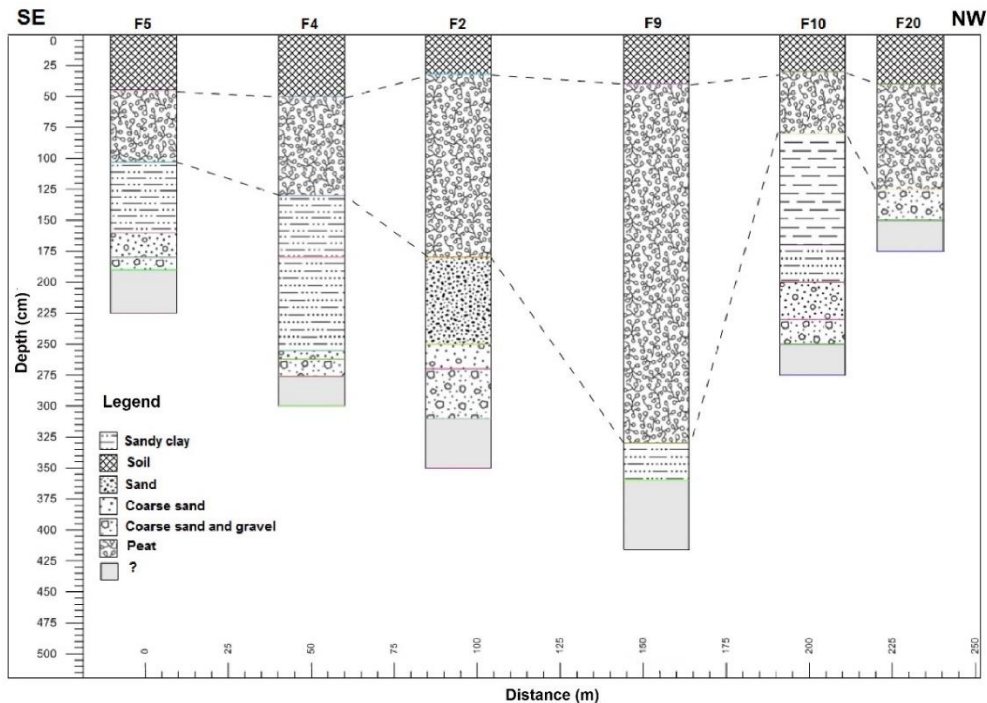 SE
NW
F5 F4 F2 F9 F10 F20
0
25
50
75
100
125
150
175
200
225
250
275
300
325
350
375
400
425
450
475
500
Depth (cm)
Legend
Sandy clay
Soil
Sand
Coarse sand
Coarse sand and gravel
Peat
?
0 25 50 75 100 125 150 175 200 225 250
Distance (m)